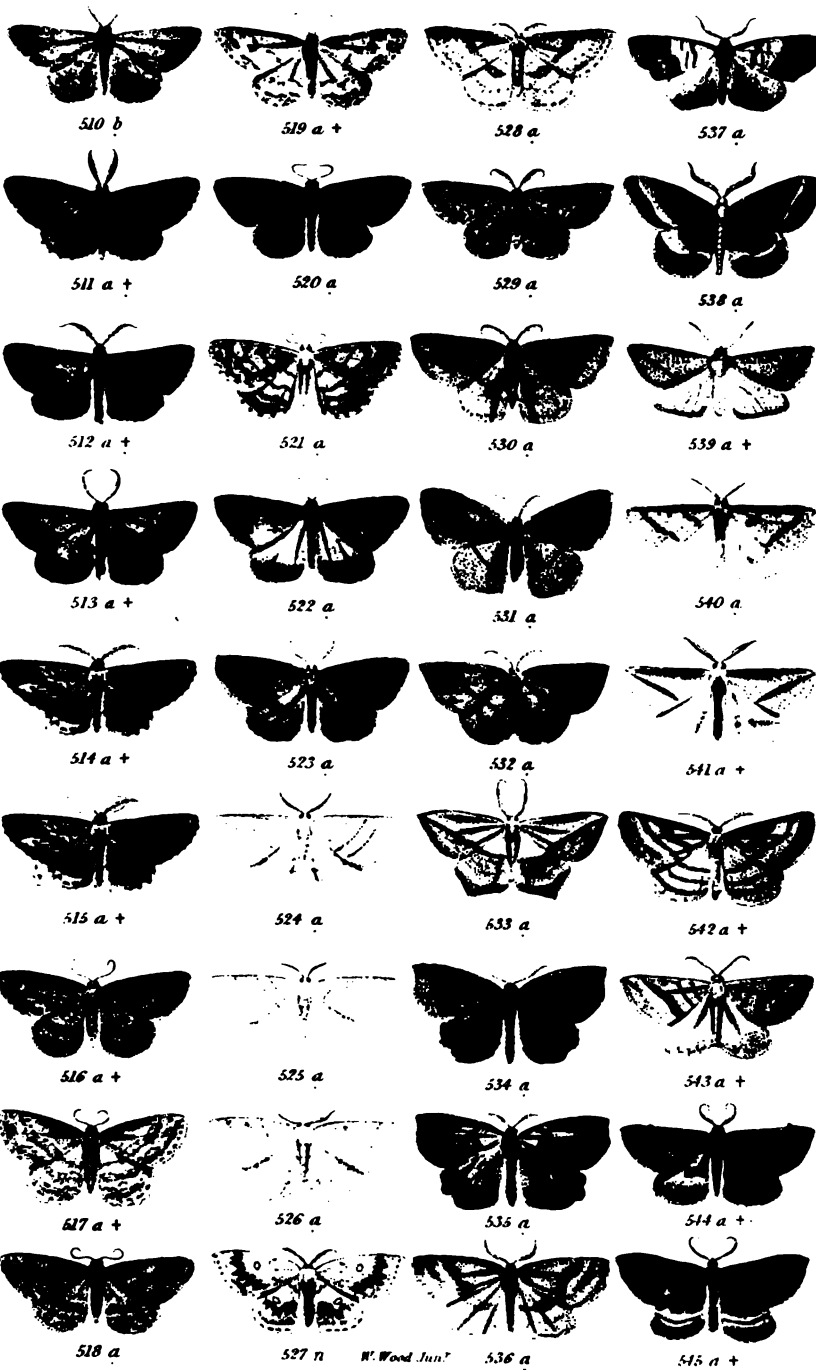 510 b 519 a + 528 a 537 a
511 a + 520 a 529 a 538 a
512 a + 521 a 530 a 539 a +
513 a + 522 a 531 a 540 a
514 a + 523 a 532 a 541 a +
515 a + 524 a 533 a 542 a +
516 a + 525 a 534 a 543 a +
517 a + 526 a 535 a 544 a +
518 a 527 n W. Wood Junr. 536 a 545 a +